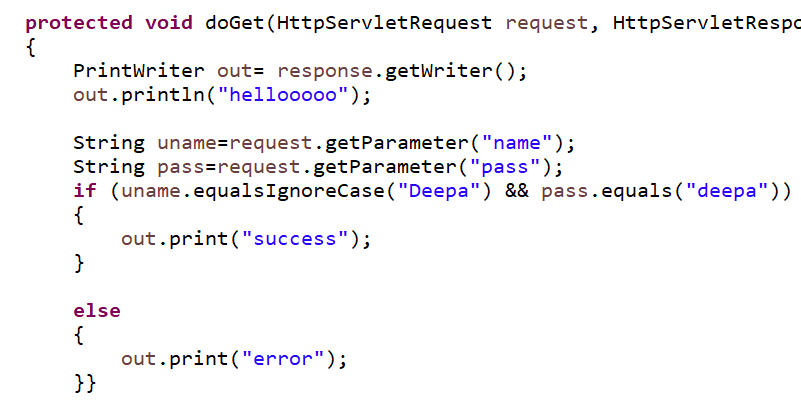 protected void doGet(HttpServletRequest request, HttpServletRespo
{
    PrintWriter out= response.getWriter();
    out.println("hellooooo");
    String uname=request.getParameter("name");
    String pass=request.getParameter("pass");
    if (uname.equalsIgnoreCase("Deepa") && pass.equals("deepa"))
    {
        out.print("success");
    }
    else
    {
        out.print("error");
    }}